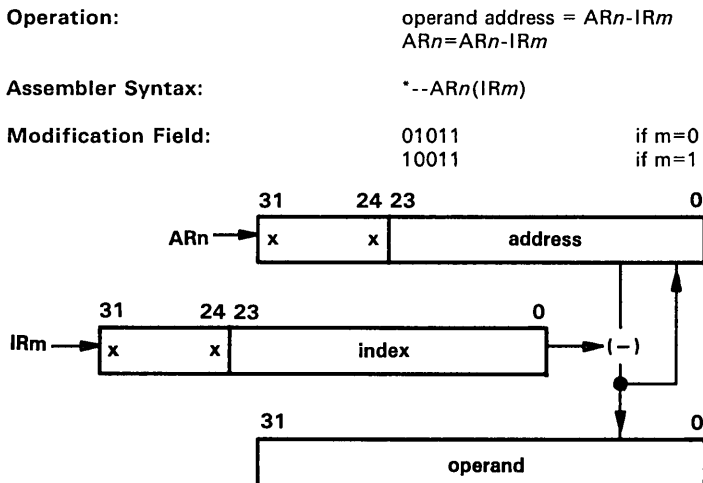 Operation: operand address = ARn-IRm
ARn=ARn-IRm
Assembler Syntax: *--ARn(IRm)
Modification Field: 01011 if m=0
10011 if m=1
31 24 23 0
ARn x x address
31 24 23 0
IRm x x index (–)
31 0
operand